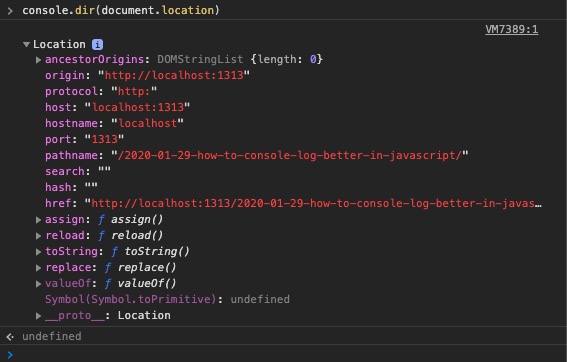 > console.dir(document.location)
VM7389:1
▼Location i
▶ancestorOrigins: DOMStringList {length: 0}
origin: "http://localhost:1313"
protocol: "http:"
host: "localhost:1313"
hostname: "localhost"
port: "1313"
pathname: "/2020-01-29-how-to-console-log-better-in-javascript/"
search: ""
hash: ""
href: "http://localhost:1313/2020-01-29-how-to-console-log-better-in-javas…
▶assign: ƒ assign()
▶reload: ƒ reload()
▶toString: ƒ toString()
▶replace: ƒ replace()
▶valueOf: ƒ valueOf()
Symbol(Symbol.toPrimitive): undefined
▶__proto__: Location
undefined
>